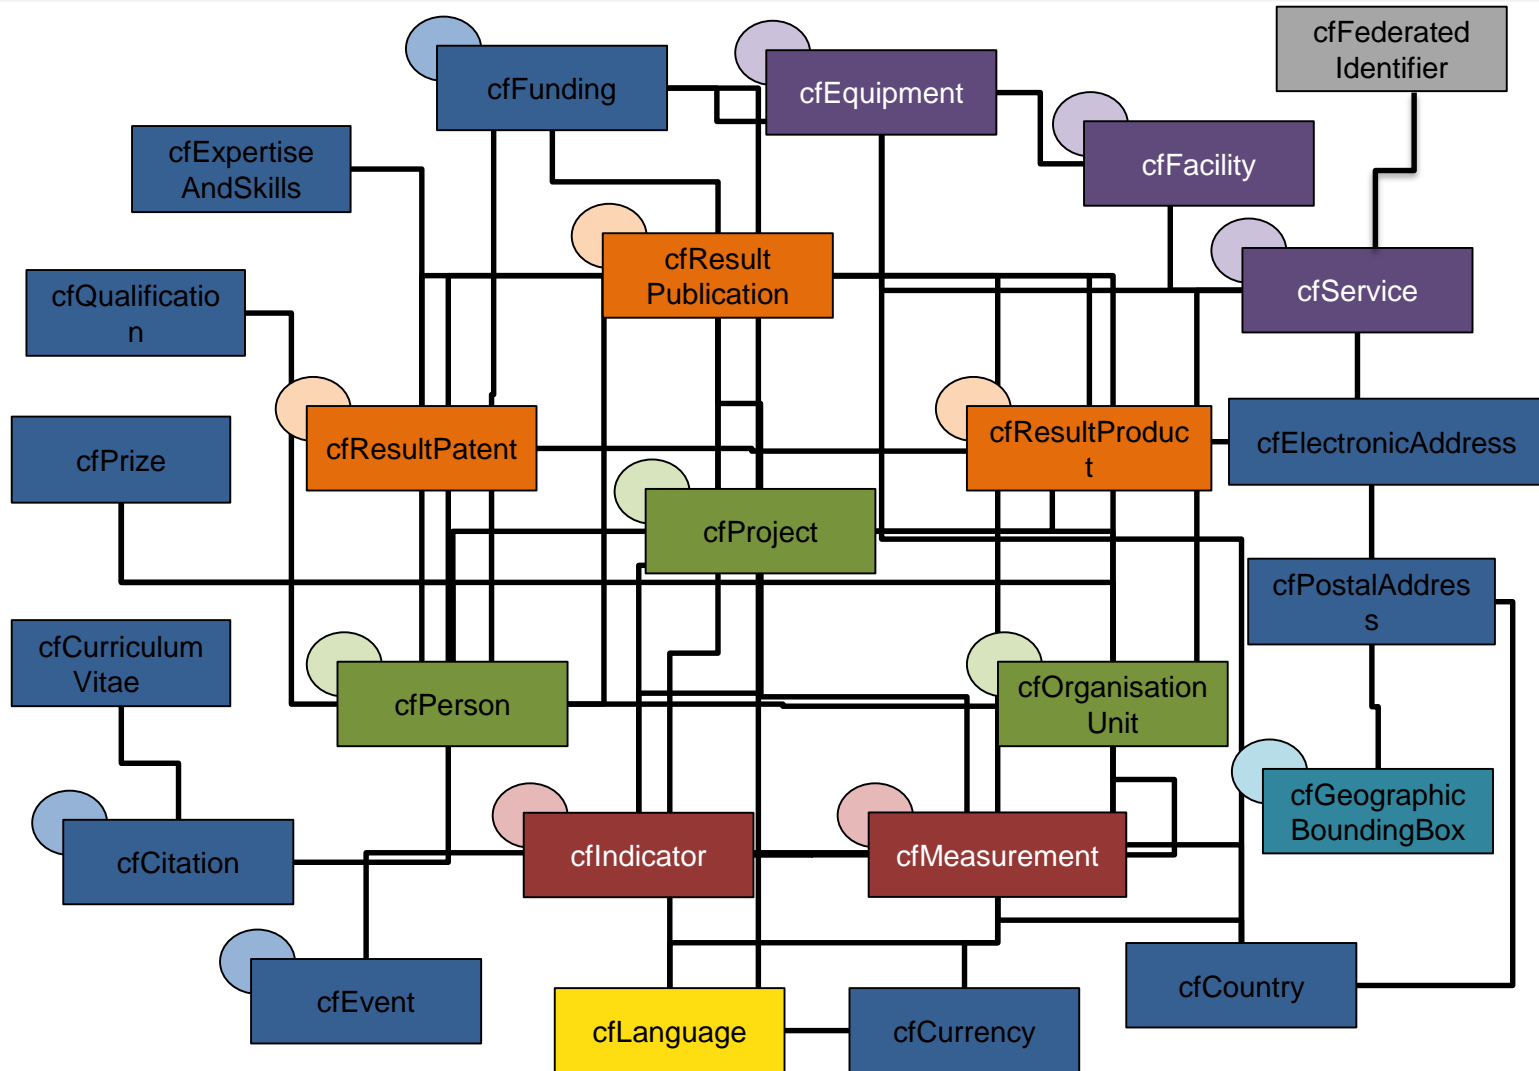 cfFederated
Identifier
cfFunding
cfEquipment
cfExpertise
AndSkills
cfFacility
cfResult
Publication
cfService
cfQualificatio
n
cfPrize
cfResultPatent
cfResultProduc
t
cfElectronicAddress
cfProject
cfPostalAddres
s
cfCurriculum
Vitae
cfPerson
cfOrganisation
Unit
cfGeographic
BoundingBox
cfCitation
cfIndicator
cfMeasurement
cfEvent
cfLanguage
cfCurrency
cfCountry